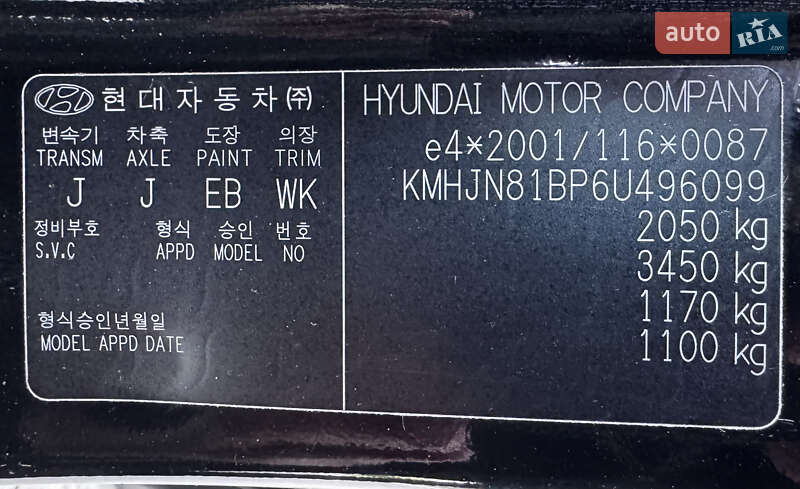 auto RIA .com
현대자동차㈜
변속기 차축 도장 의장
TRANSM AXLE PAINT TRIM
J J EB WK
정비부호 형식 승인 번호
S.V.C APPD MODEL NO
형식승인년월일
MODEL APPD DATE
HYUNDAI MOTOR COMPANY
e4*2001/116*0087
KMHJN81BP6U496099
2050 kg
3450 kg
1170 kg
1100 kg